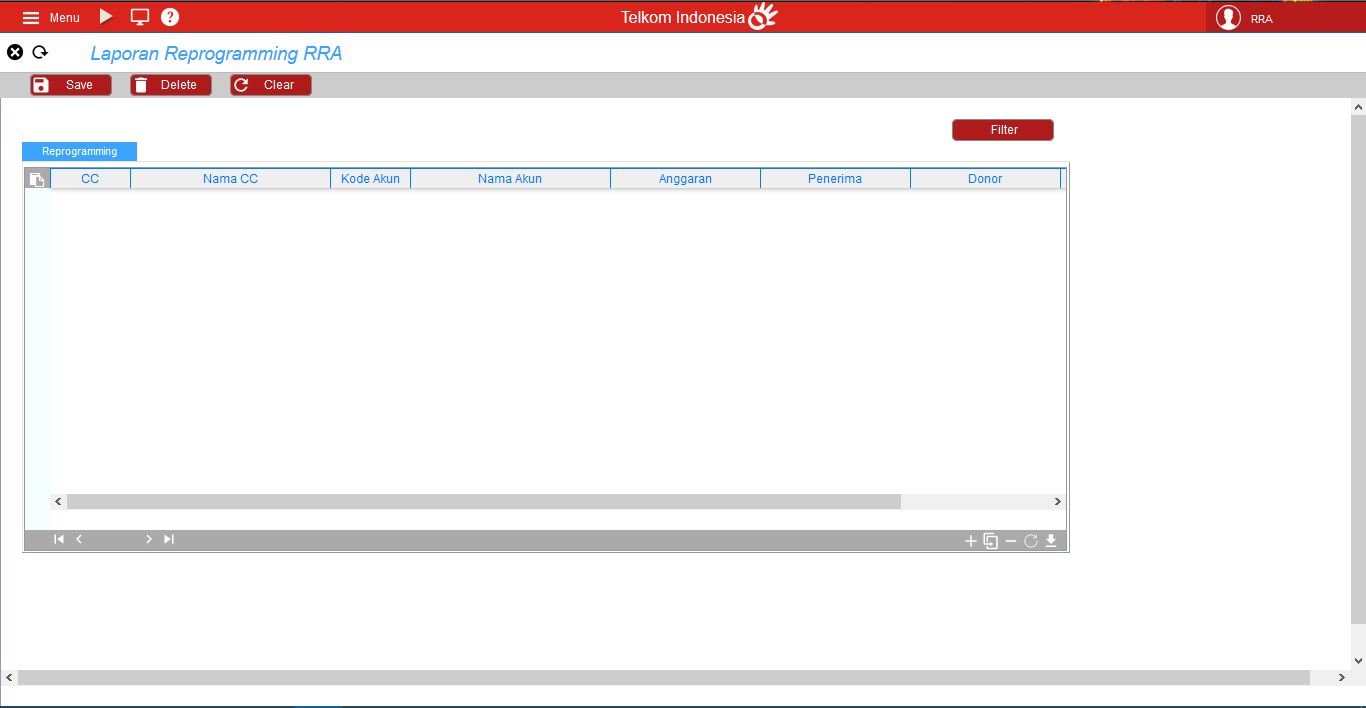 Menu
Telkom Indonesia
RRA
Laporan Reprogramming RRA
Save Delete Clear
Filter
Reprogramming
CC Nama CC Kode Akun Nama Akun Anggaran Penerima Donor